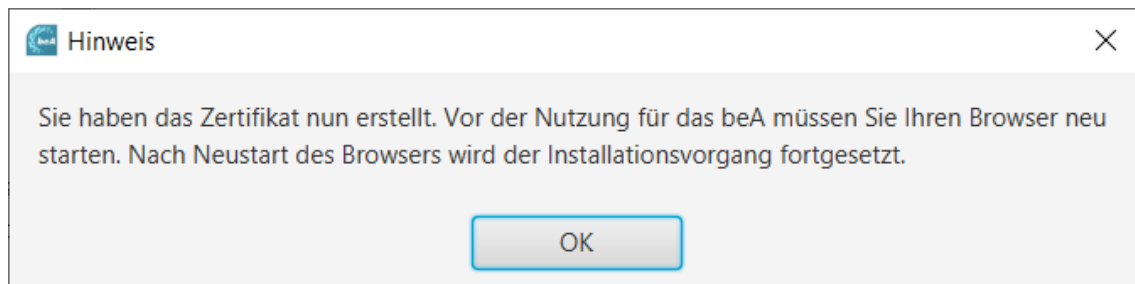 beA Hinweis
Sie haben das Zertifikat nun erstellt. Vor der Nutzung für das beA müssen Sie Ihren Browser neu
starten. Nach Neustart des Browsers wird der Installationsvorgang fortgesetzt.
OK